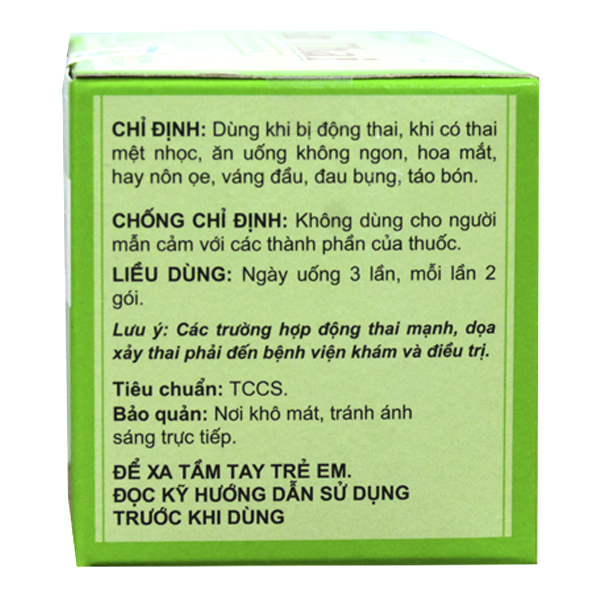 CHỈ ĐỊNH: Dùng khi bị động thai, khi có thai
mệt nhọc, ăn uống không ngon, hoa mắt,
hay nôn ọe, váng đầu, đau bụng, táo bón.
CHỐNG CHỈ ĐỊNH: Không dùng cho người
mẫn cảm với các thành phần của thuốc.
LIỀU DÙNG: Ngày uống 3 lần, mỗi lần 2
gói.
Lưu ý: Các trường hợp động thai mạnh, dọa
xảy thai phải đến bệnh viện khám và điều trị.
Tiêu chuẩn: TCCS.
Bảo quản: Nơi khô mát, tránh ánh
sáng trực tiếp.
ĐỂ XA TẦM TAY TRẺ EM.
ĐỌC KỸ HƯỚNG DẪN SỬ DỤNG
TRƯỚC KHI DÙNG